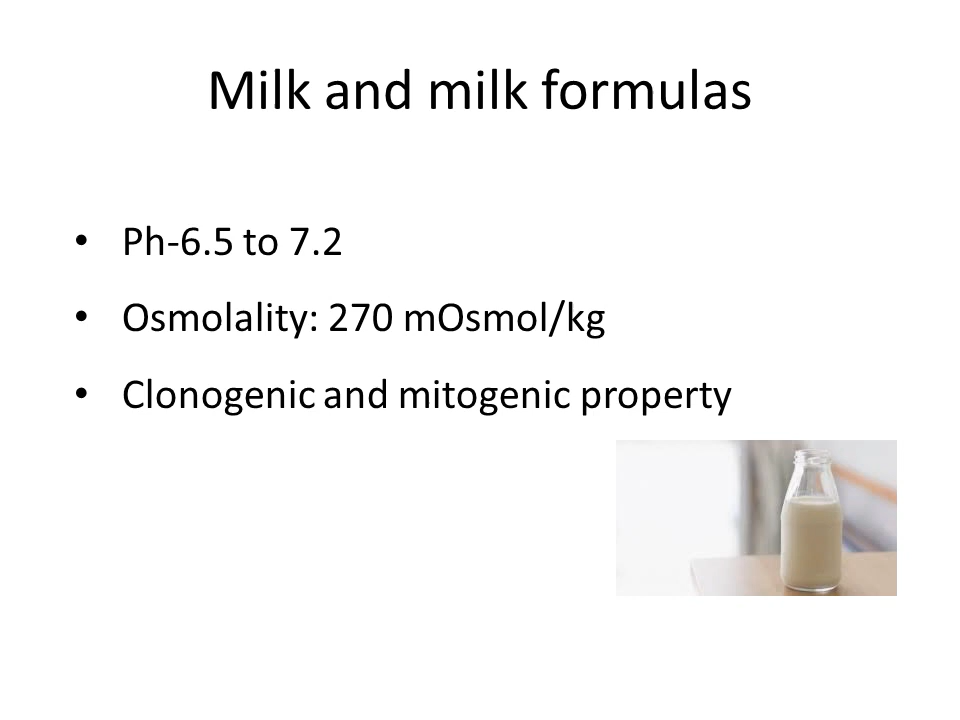 Milk and milk formulas
• Ph-6.5 to 7.2
• Osmolality: 270 mOsmol/kg
• Clonogenic and mitogenic property